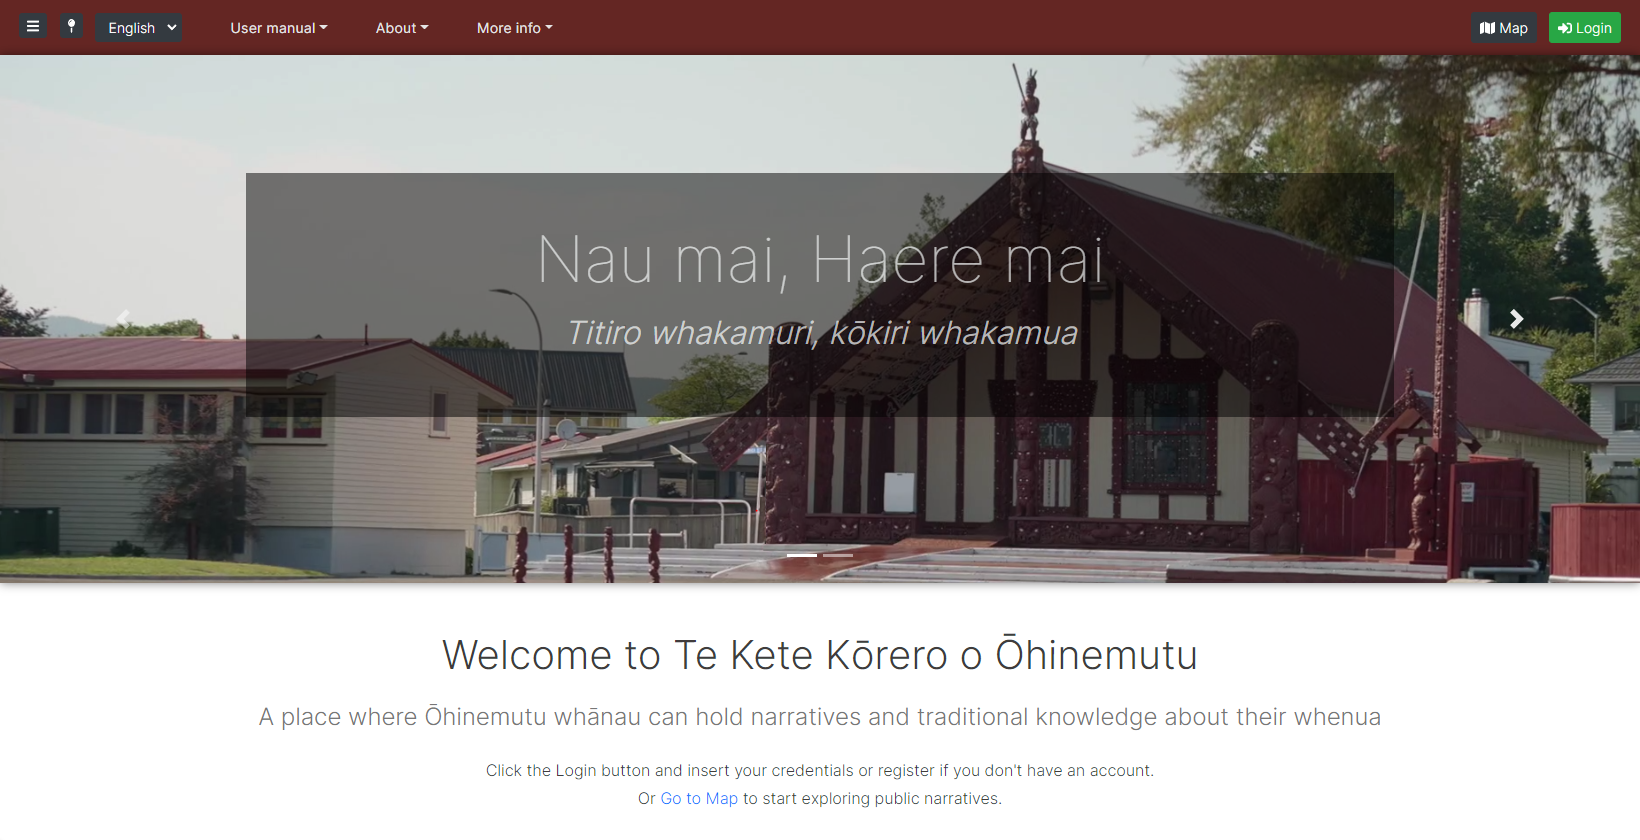 English User manual About More info Map Login
Nau mai, Haere mai
Titiro whakamuri, kōkiri whakamua
Welcome to Te Kete Kōrero o Ōhinemutu
A place where Ōhinemutu whānau can hold narratives and traditional knowledge about their whenua
Click the Login button and insert your credentials or register if you don't have an account.
Or Go to Map to start exploring public narratives.